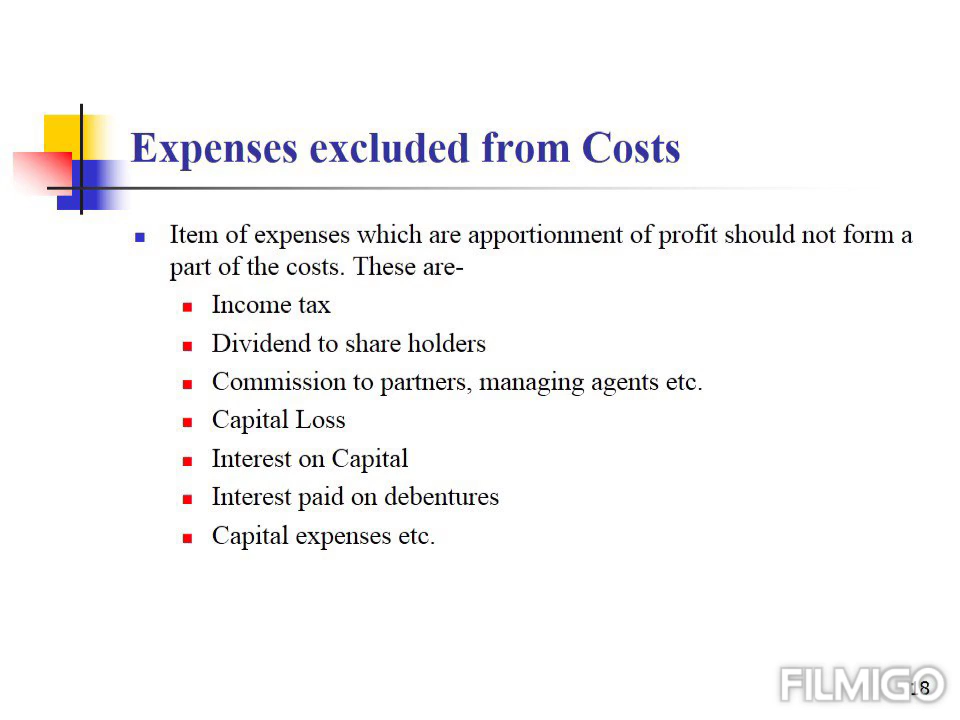 Expenses excluded from Costs
Item of expenses which are apportionment of profit should not form a
part of the costs. These are-
Income tax
Dividend to share holders
Commission to partners, managing agents etc.
Capital Loss
Interest on Capital
Interest paid on debentures
Capital expenses etc.
FILMIGO
18